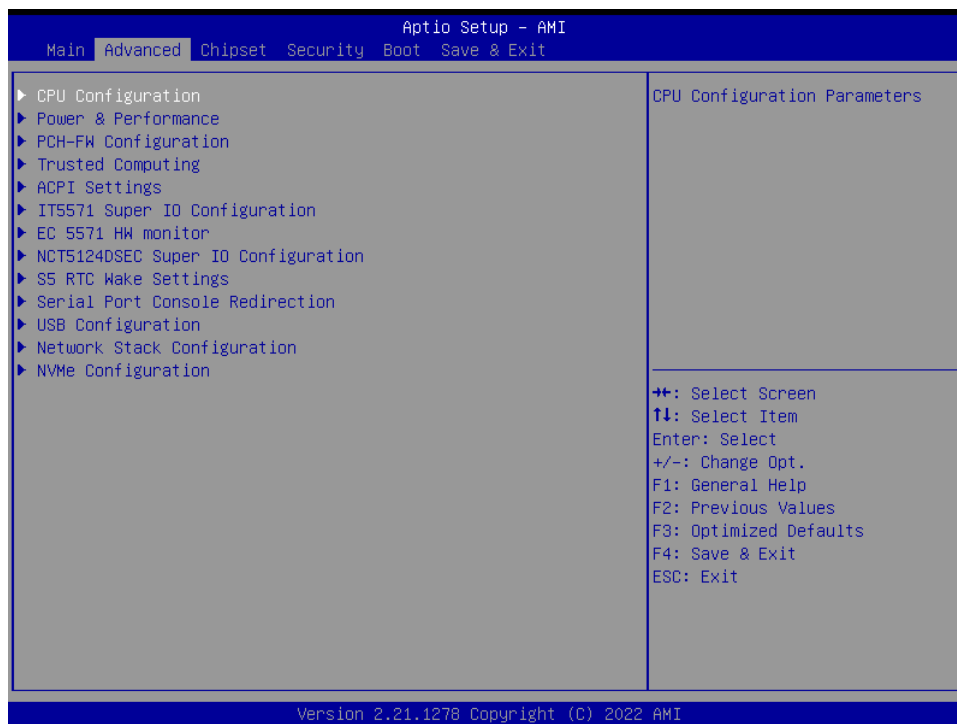 Aptio Setup – AMI
Main Advanced Chipset Security Boot Save & Exit
▶ CPU Configuration
▶ Power & Performance
▶ PCH-FW Configuration
▶ Trusted Computing
▶ ACPI Settings
▶ IT5571 Super IO Configuration
▶ EC 5571 HW monitor
▶ NCT5124DSEC Super IO Configuration
▶ S5 RTC Wake Settings
▶ Serial Port Console Redirection
▶ USB Configuration
▶ Network Stack Configuration
▶ NVMe Configuration
CPU Configuration Parameters
→←: Select Screen
↑↓: Select Item
Enter: Select
+/-: Change Opt.
F1: General Help
F2: Previous Values
F3: Optimized Defaults
F4: Save & Exit
ESC: Exit
Version 2.21.1278 Copyright (C) 2022 AMI